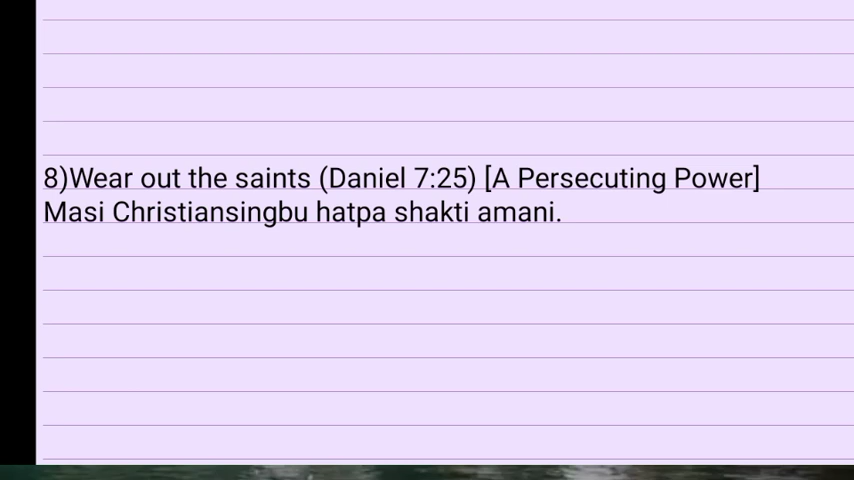 8)Wear out the saints (Daniel 7:25) [A Persecuting Power]
Masi Christiansingbu hatpa shakti amani.